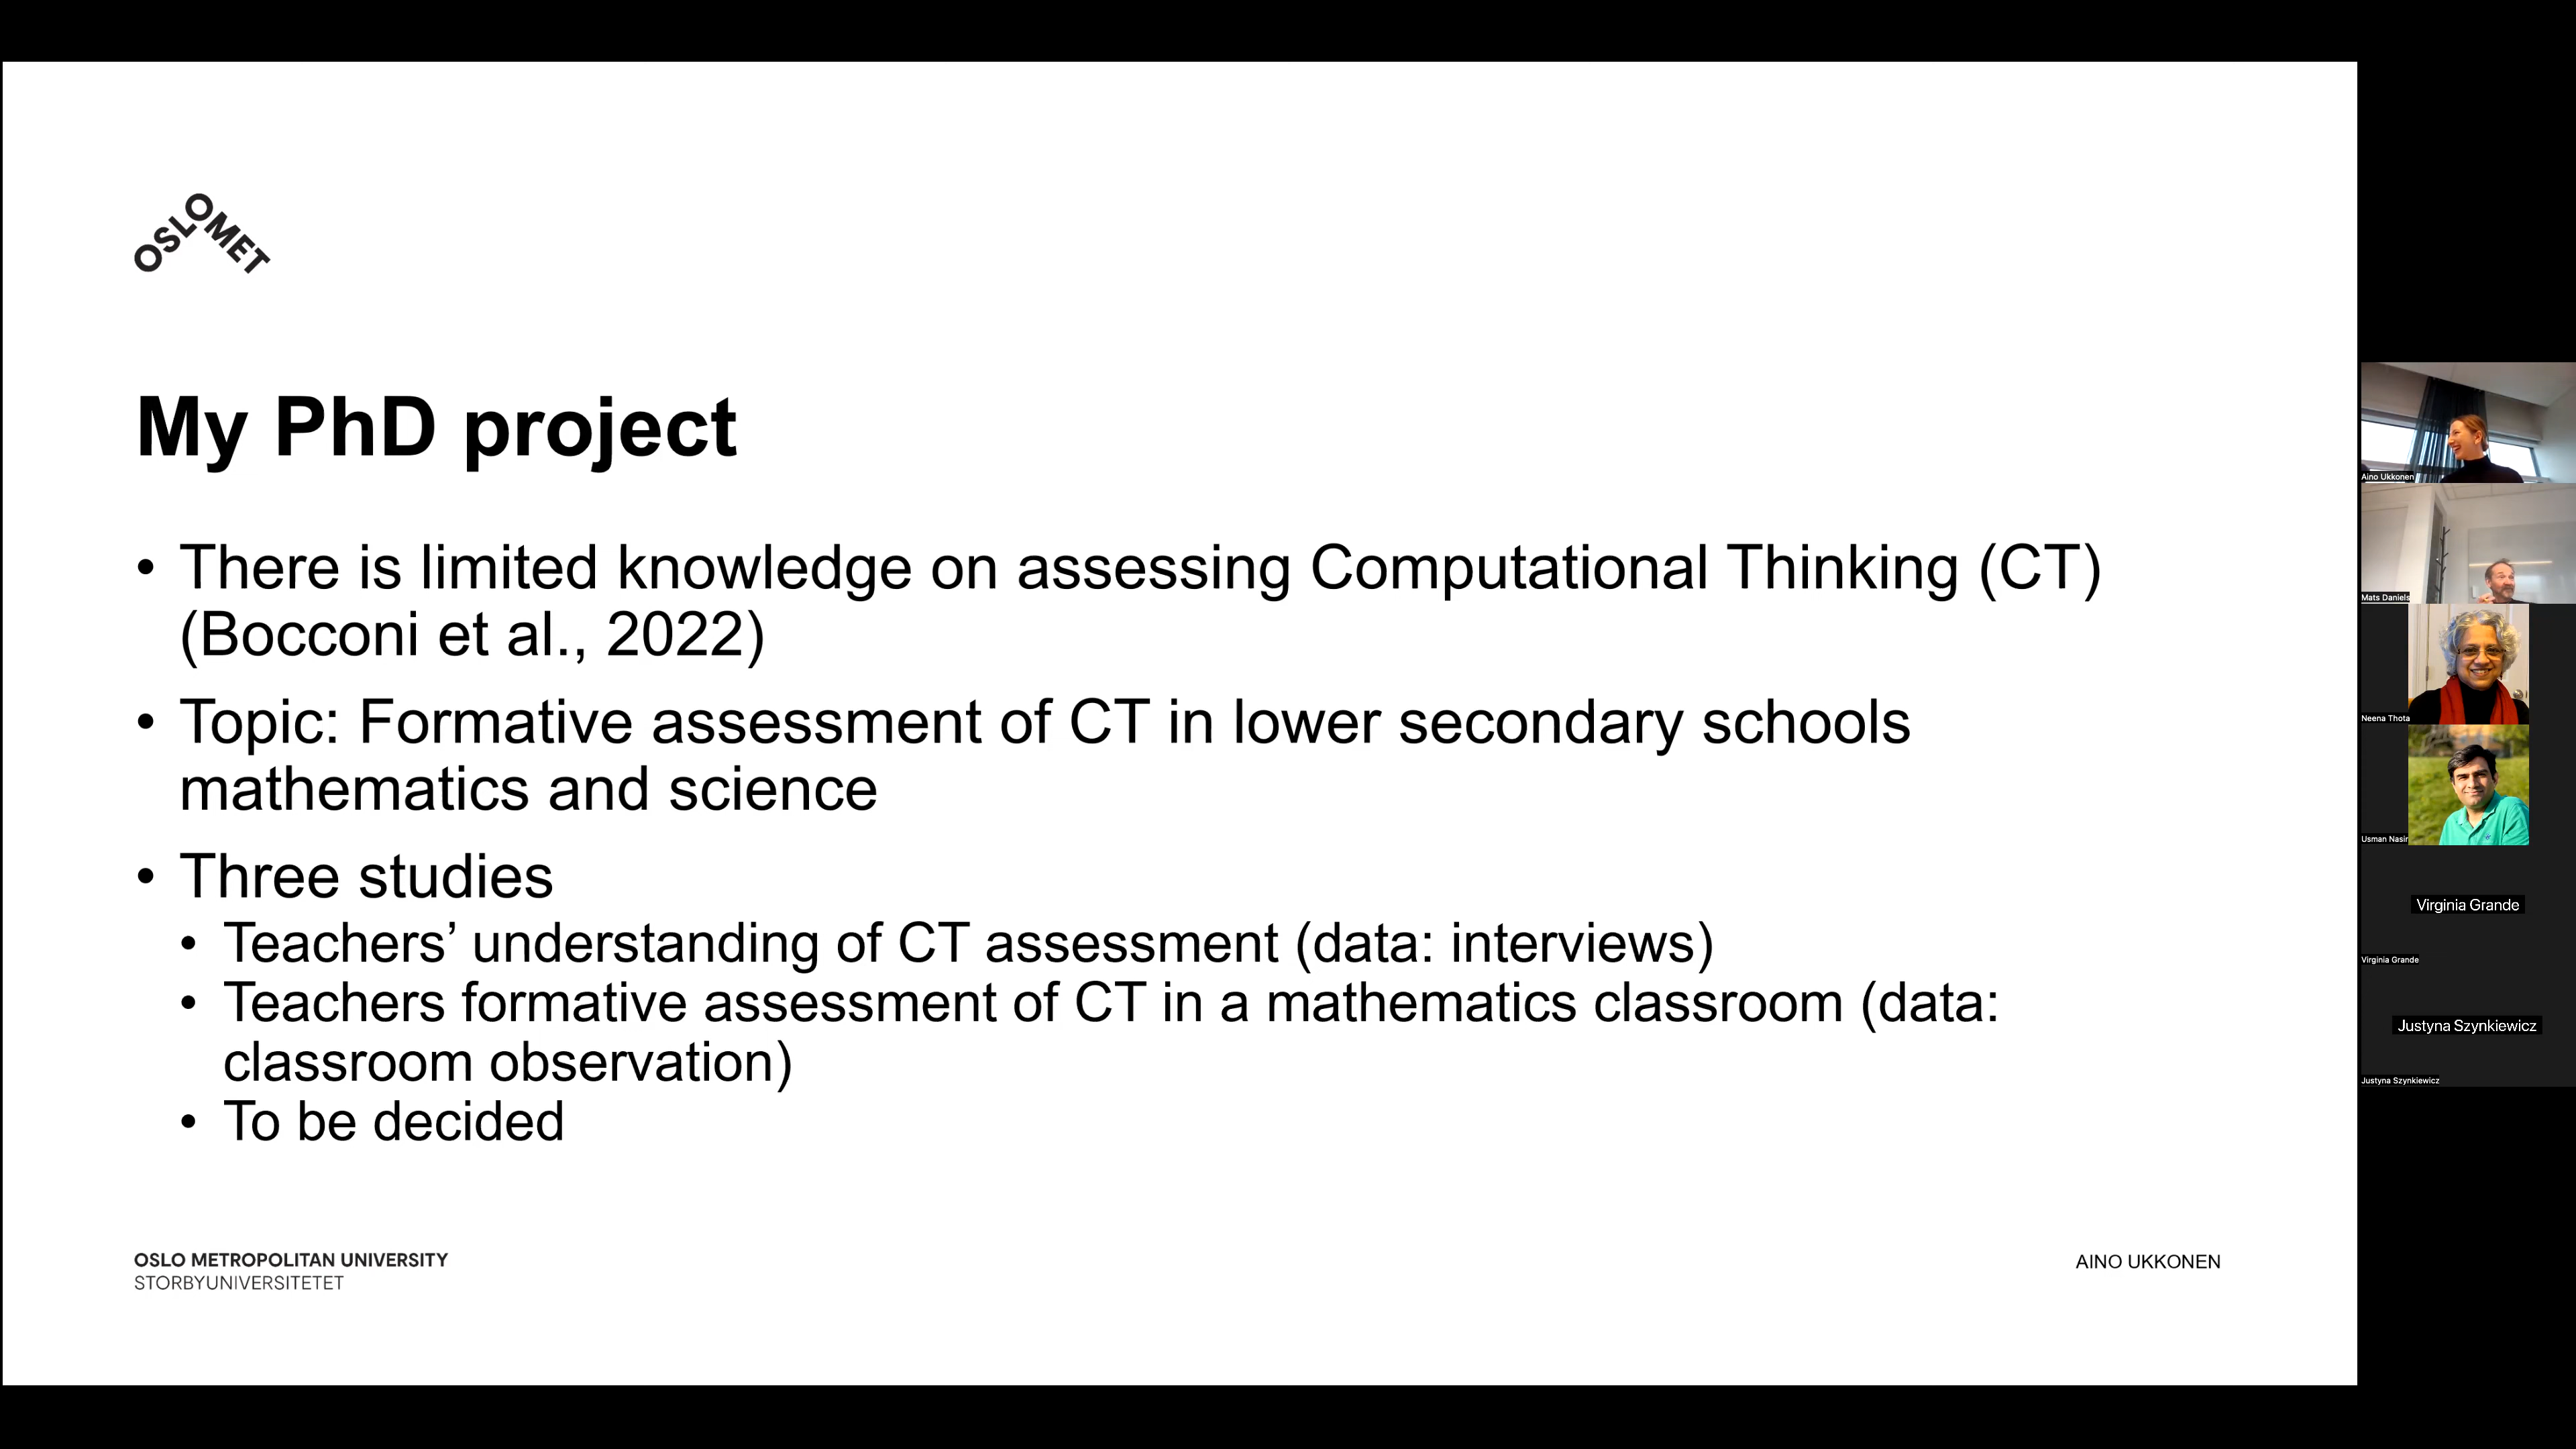 OSLOMET
My PhD project
• There is limited knowledge on assessing Computational Thinking (CT)
(Bocconi et al., 2022)
• Topic: Formative assessment of CT in lower secondary schools
mathematics and science
• Three studies
• Teachers’ understanding of CT assessment (data: interviews)
• Teachers formative assessment of CT in a mathematics classroom (data:
classroom observation)
• To be decided
OSLO METROPOLITAN UNIVERSITY
STORBYUNIVERSITETET
AINO UKKONEN
Aino Ukkonen
Mats Daniels
Neena Thota
Usman Nasir
Virginia Grande
Virginia Grande
Justyna Szynkiewicz
Justyna Szynkiewicz